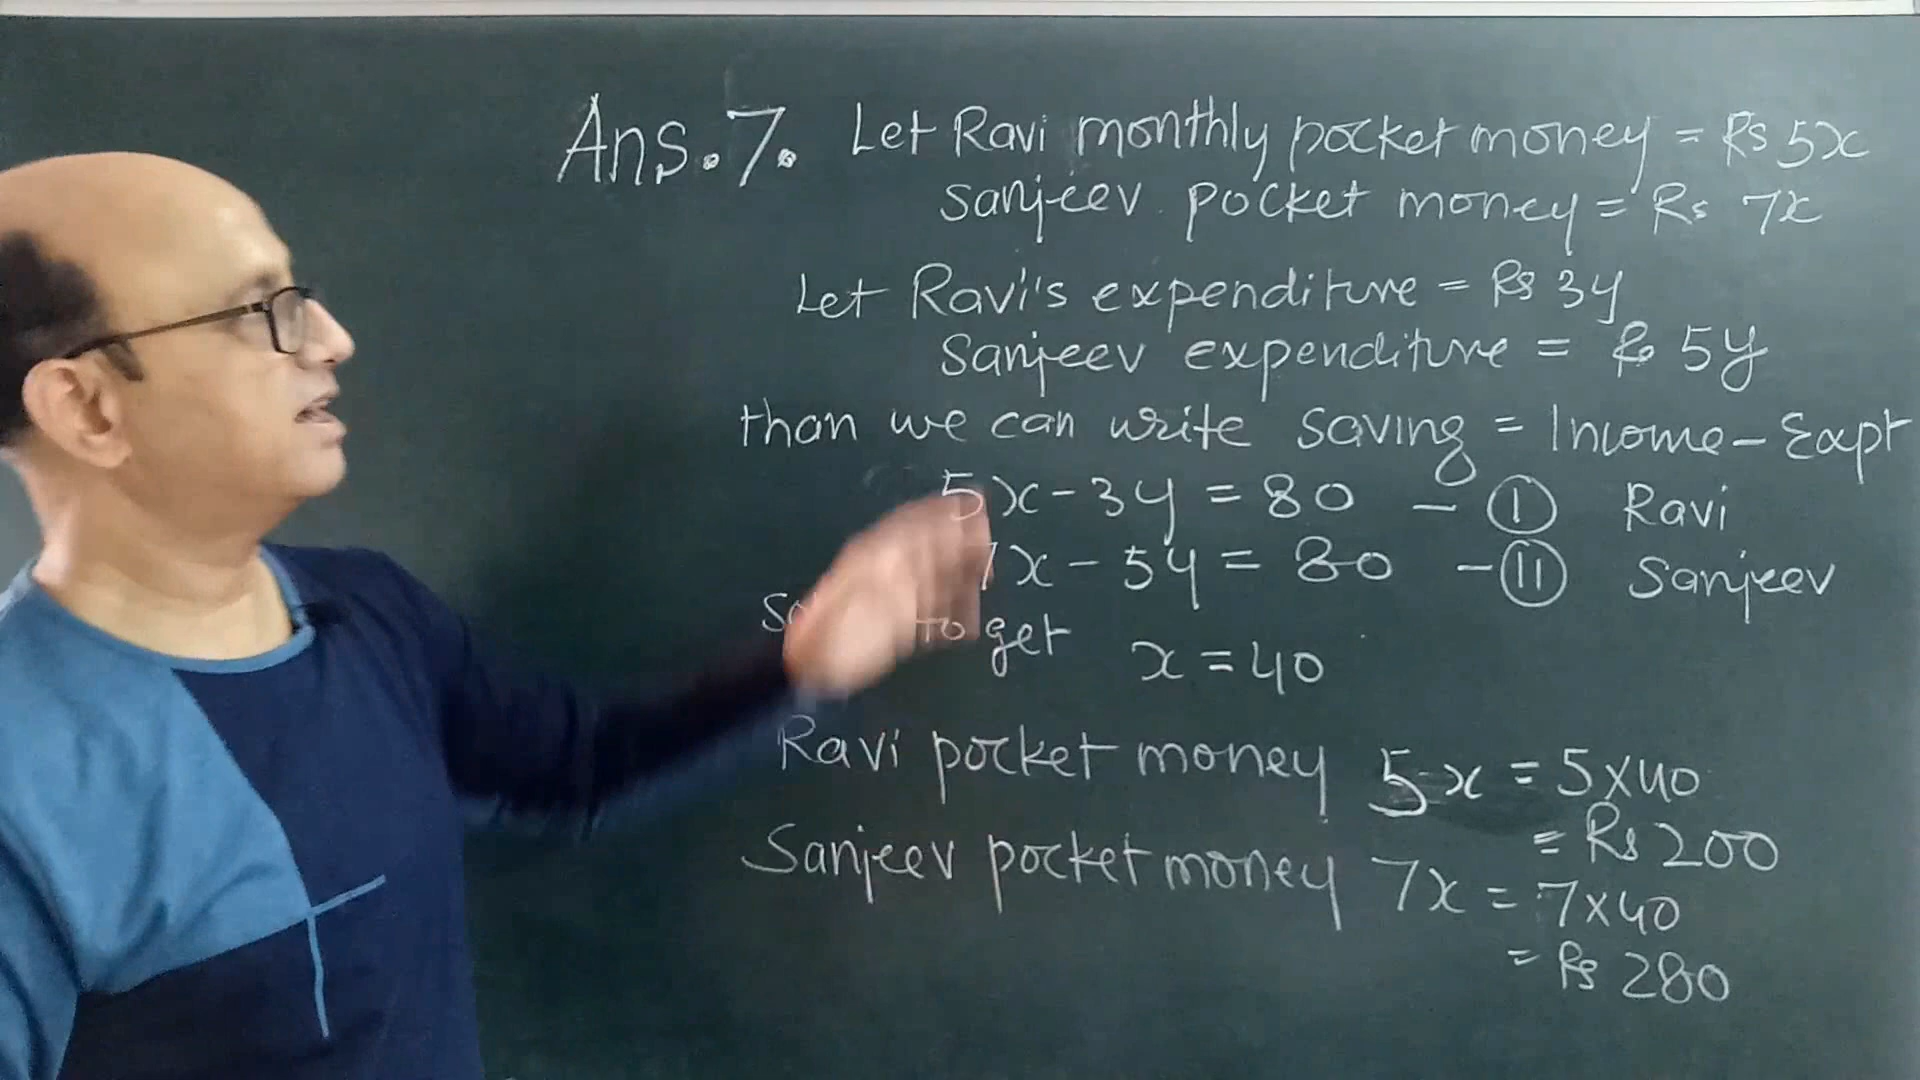 Ans.7. Let Ravi monthly pocket money = Rs 5x
Sanjeev pocket money = Rs 7x
Let Ravi's expenditure = Rs 3y
Sanjeev expenditure = Rs 5y
than we can write saving = Income - Expt
5x - 3y = 80 - (I) Ravi
7x - 5y = 80 - (II) Sanjeev
to get x = 40
Ravi pocket money 5x = 5x40
= Rs 200
Sanjeev pocket money 7x = 7x40
= Rs 280